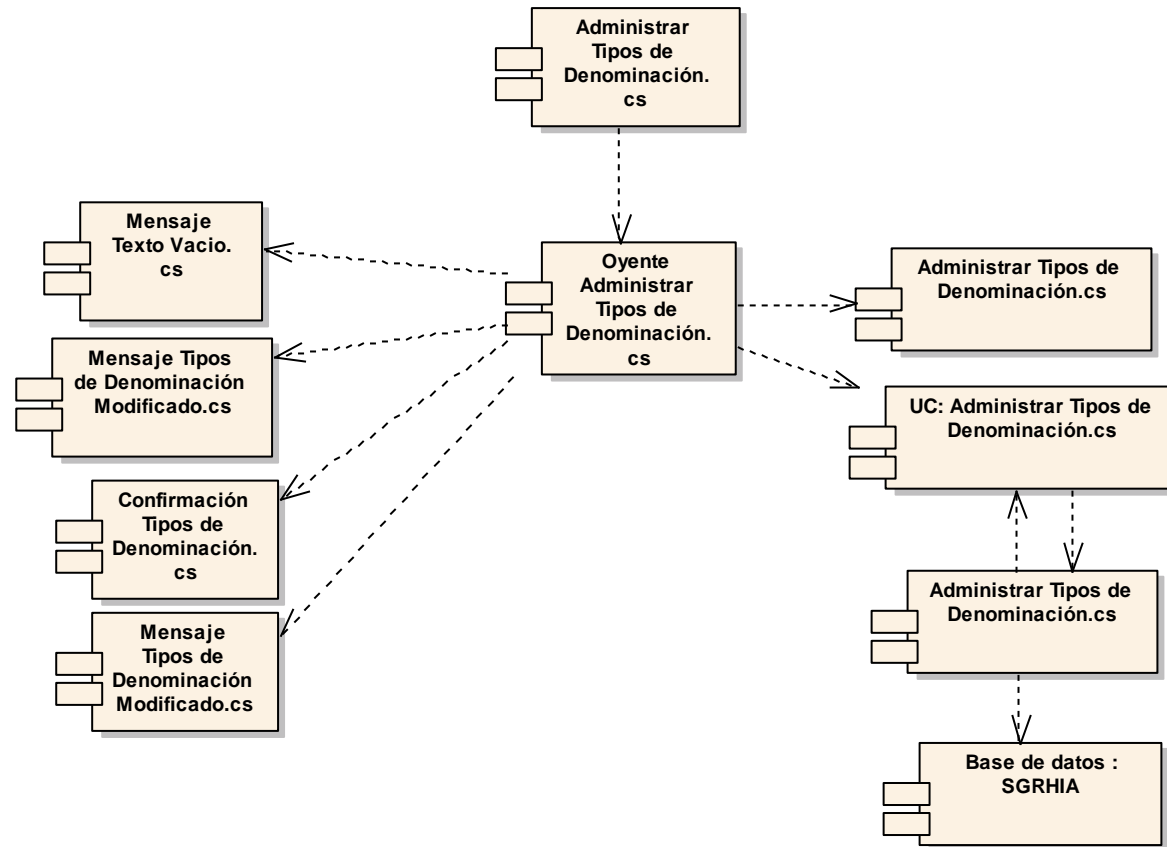 Administrar
Tipos de
Denominación.
cs
Mensaje
Texto Vacio.
cs
Oyente
Administrar
Tipos de
Denominación.
cs
Administrar Tipos de
Denominación.cs
Mensaje Tipos
de Denominación
Modificado.cs
UC: Administrar Tipos de
Denominación.cs
Confirmación
Tipos de
Denominación.
cs
Administrar Tipos de
Denominación.cs
Mensaje
Tipos de
Denominación
Modificado.cs
Base de datos :
SGRHIA